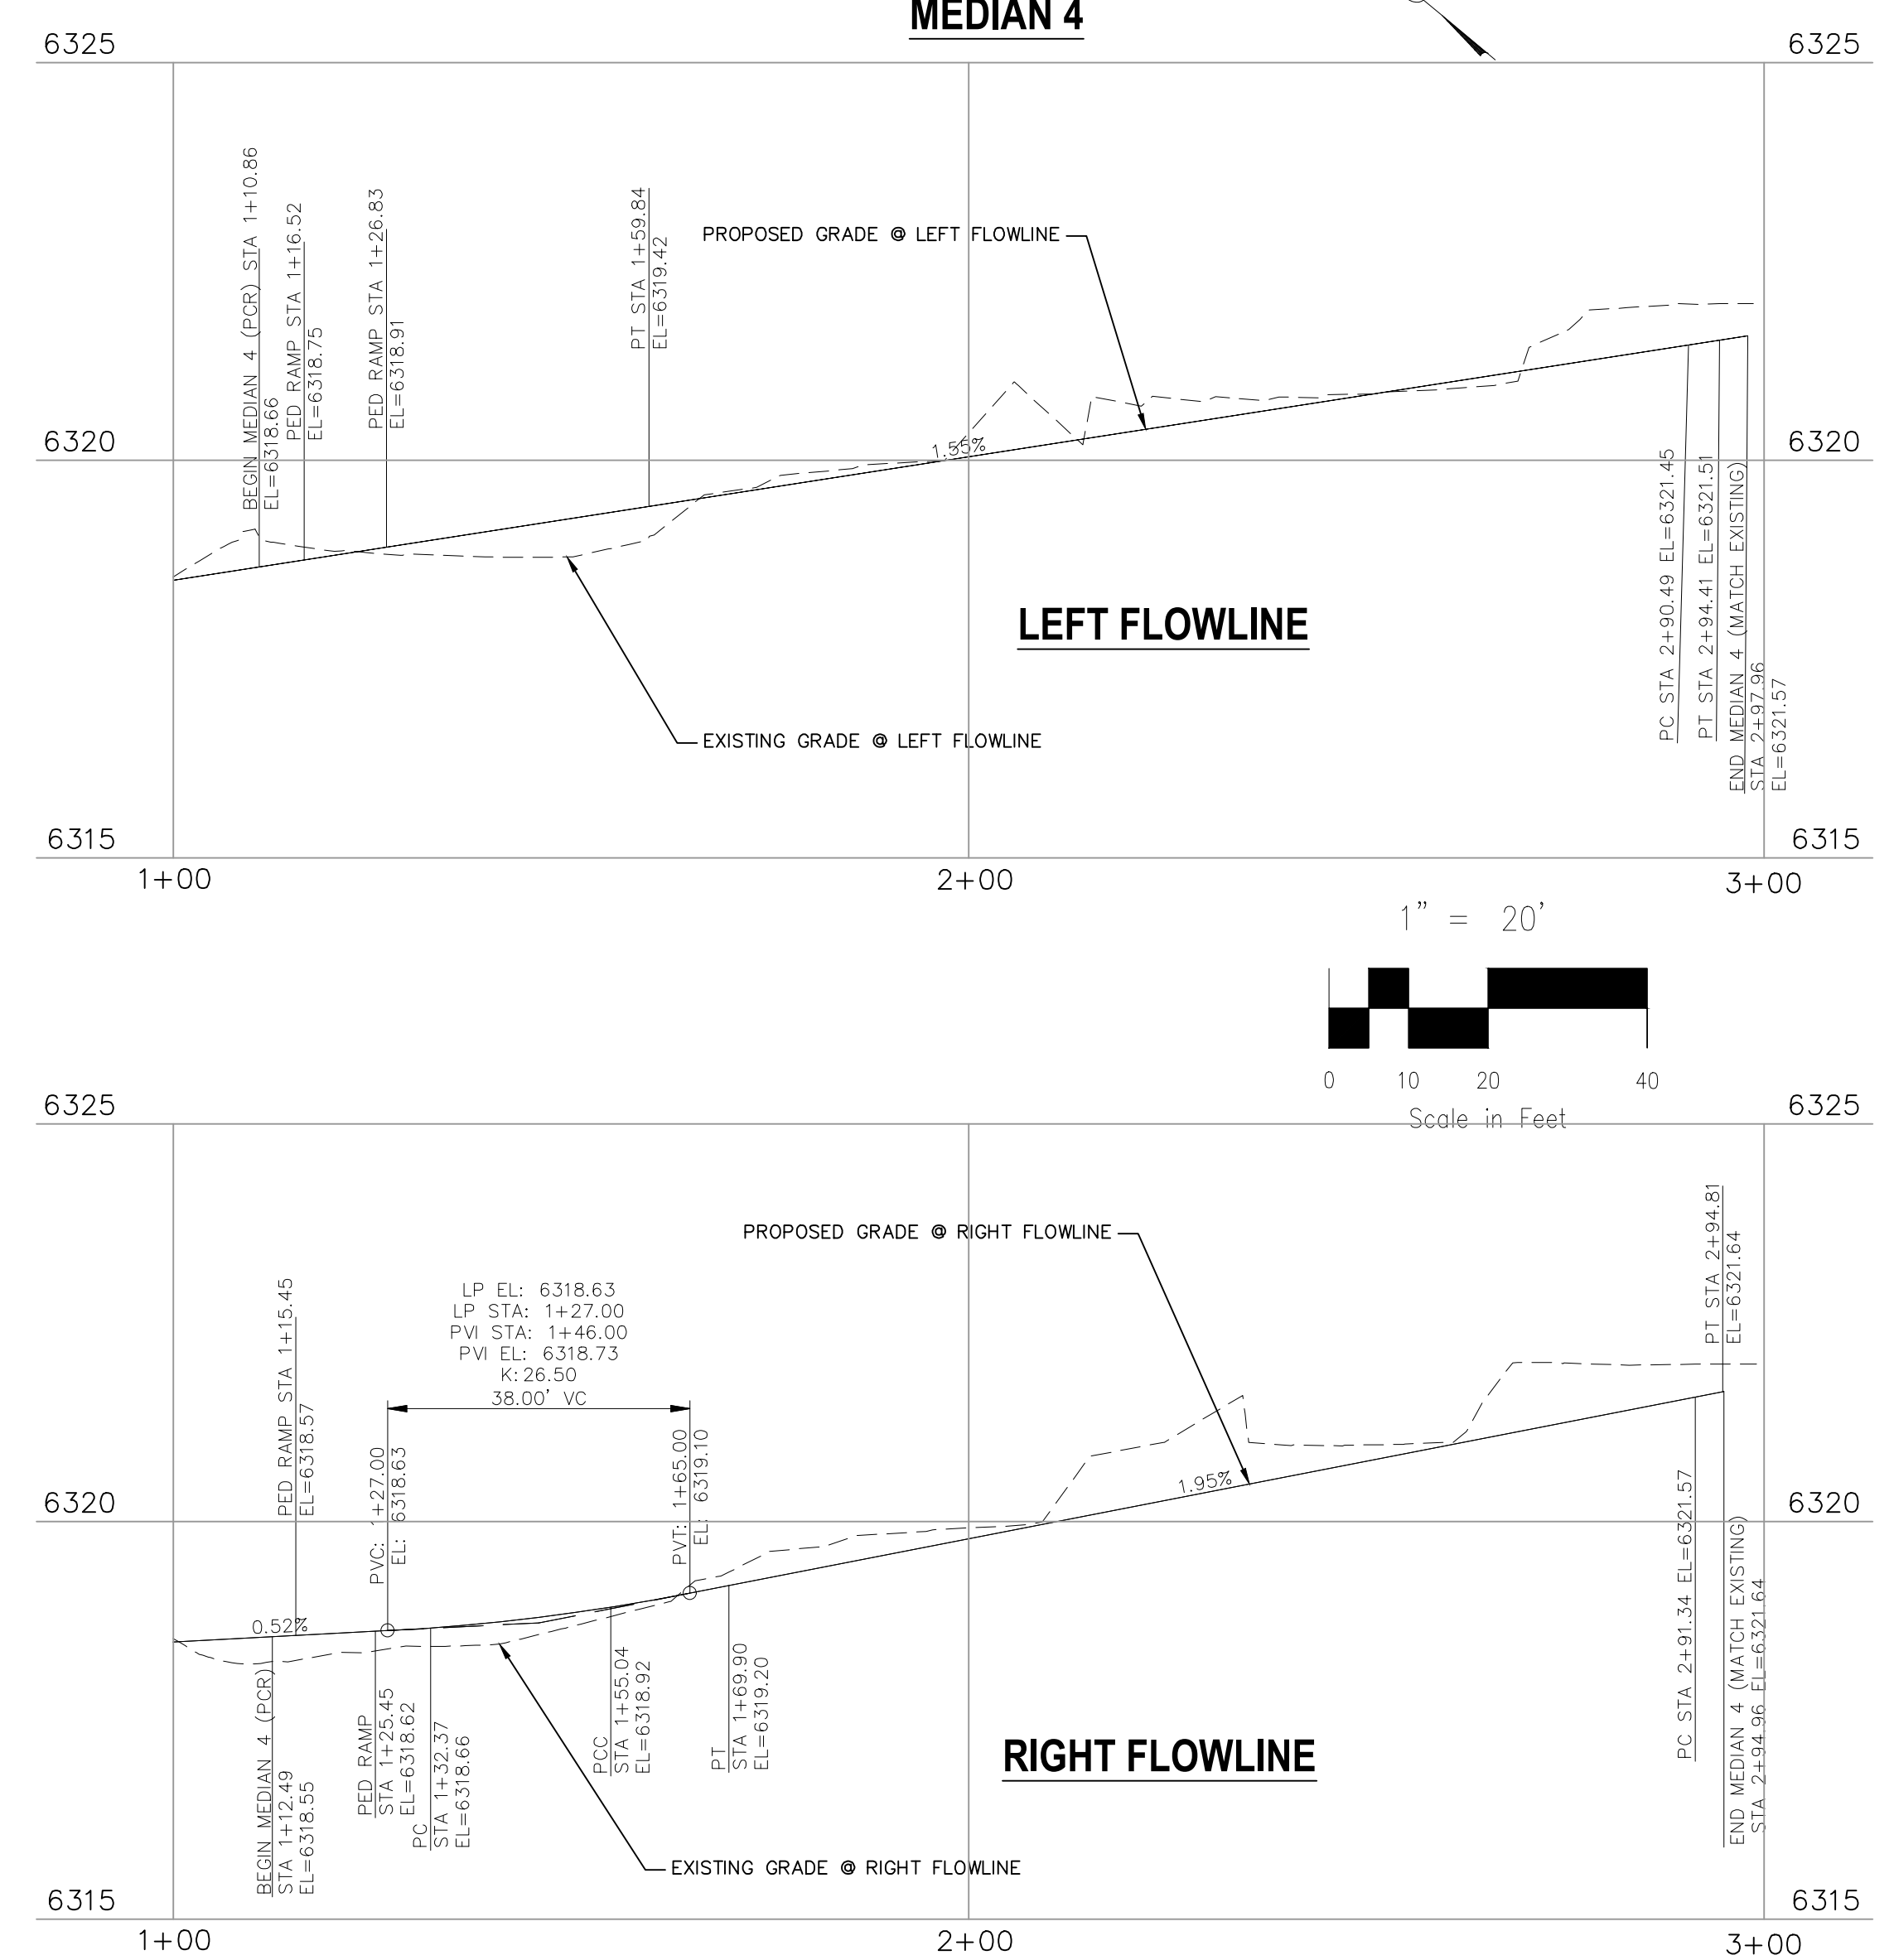 MEDIAN 4
6325
6325
BEGIN MEDIAN 4 (PCR) STA 1+10.86
EL=6318.66
PED RAMP STA 1+16.52
EL=6318.75
PED RAMP STA 1+26.83
EL=6318.91
PT STA 1+59.84
EL=6319.42
PROPOSED GRADE @ LEFT FLOWLINE
6320
1.55%
6320
PC STA 2+90.49 EL=6321.45
PT STA 2+94.41 EL=6321.51
END MEDIAN 4 (MATCH EXISTING)
STA 2+97.96
EL=6321.57
LEFT FLOWLINE
EXISTING GRADE @ LEFT FLOWLINE
6315
6315
1+00
2+00
3+00
1" = 20'
0 10 20 40
Scale in Feet
6325
6325
PROPOSED GRADE @ RIGHT FLOWLINE
PT STA 2+94.81
EL=6321.64
PED RAMP STA 1+15.45
EL=6318.57
LP EL: 6318.63
LP STA: 1+27.00
PVI STA: 1+46.00
PVI EL: 6318.73
K:26.50
38.00' VC
PVC: 1+27.00
EL: 6318.63
PVT: 1+65.00
EL: 6319.10
6320
1.95%
6320
0.52%
BEGIN MEDIAN 4 (PCR)
STA 1+12.49
EL=6318.55
PED RAMP
STA 1+25.45
EL=6318.62
PC
STA 1+32.37
EL=6318.66
PCC
STA 1+55.04
EL=6318.92
PT
STA 1+69.90
EL=6319.20
PC STA 2+91.34 EL=6321.57
END MEDIAN 4 (MATCH EXISTING)
STA 2+94.96 EL=6321.64
RIGHT FLOWLINE
EXISTING GRADE @ RIGHT FLOWLINE
6315
6315
1+00
2+00
3+00